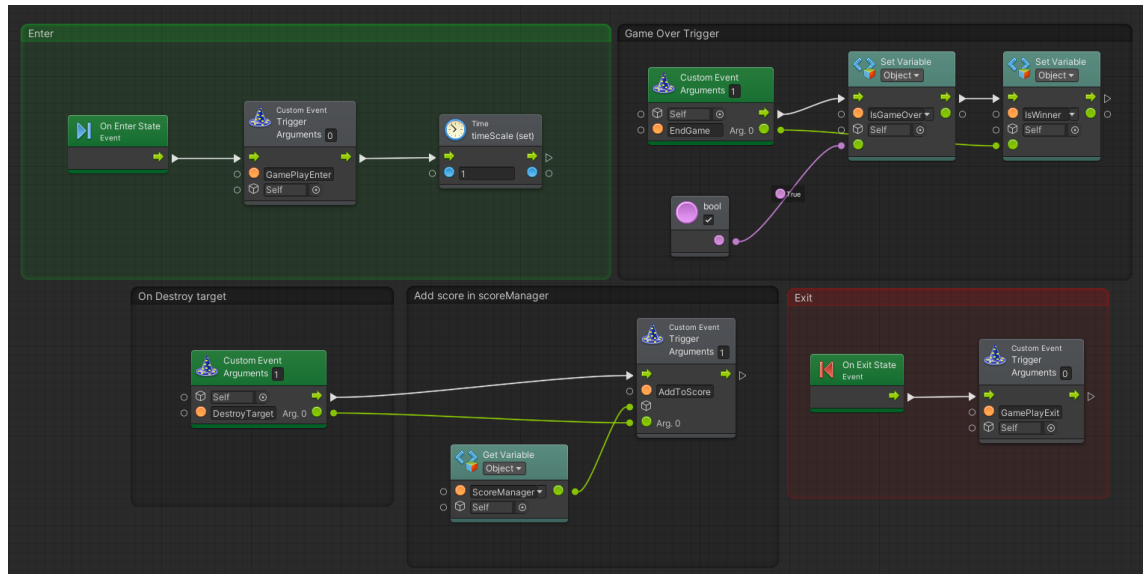 Enter
On Enter State
Event
Custom Event
Trigger
Arguments 0
GamePlayEnter
Self
Time
timeScale (set)
1
Game Over Trigger
Custom Event
Arguments 1
Self
EndGame Arg. 0
Set Variable
Object
IsGameOver
Self
Set Variable
Object
IsWinner
Self
bool
True
On Destroy target
Custom Event
Arguments 1
Self
DestroyTarget Arg. 0
Add score in scoreManager
Custom Event
Trigger
Arguments 1
AddToScore
Arg. 0
Get Variable
Object
ScoreManager
Self
Exit
On Exit State
Event
Custom Event
Trigger
Arguments 0
GamePlayExit
Self